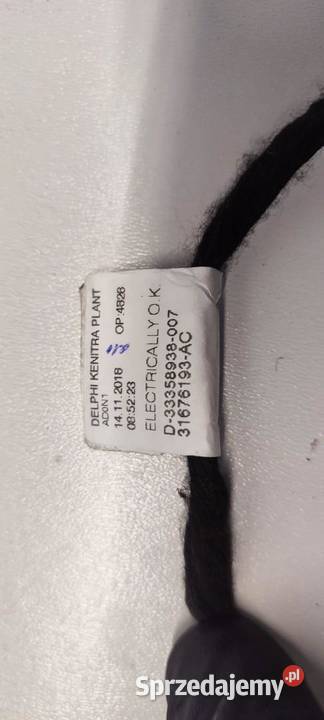 DELPHI KENITRA PLANT
AD0N1
14.11.2018 OP:4828
08:52:23
ELECTRICALLY O.K.
D-33358938-007
31676193-AC
Sprzedajemy.pl